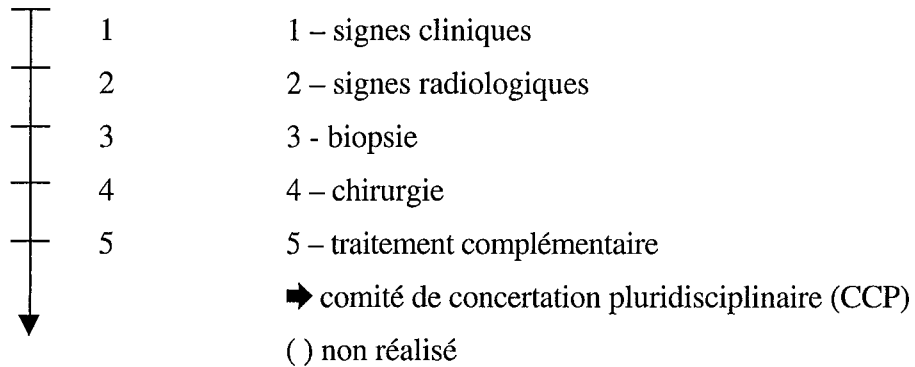 1 1 – signes cliniques
2 2 – signes radiologiques
3 3 - biopsie
4 4 – chirurgie
5 5 – traitement complémentaire
➡ comité de concertation pluridisciplinaire (CCP)
( ) non réalisé